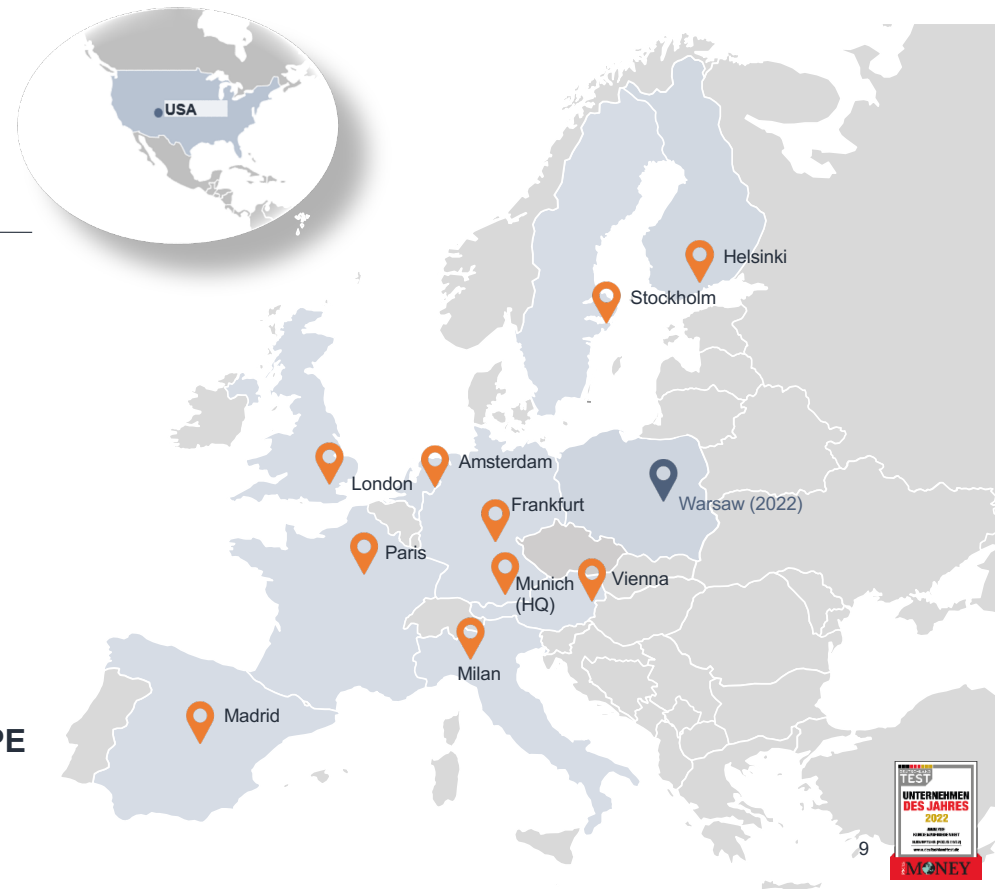 USA
Helsinki
Stockholm
London
Amsterdam
Frankfurt
Warsaw (2022)
Paris
Munich
(HQ)
Vienna
Milan
Madrid
PE
9
TEST
UNTERNEHMEN
DES JAHRES
2022
MONEY